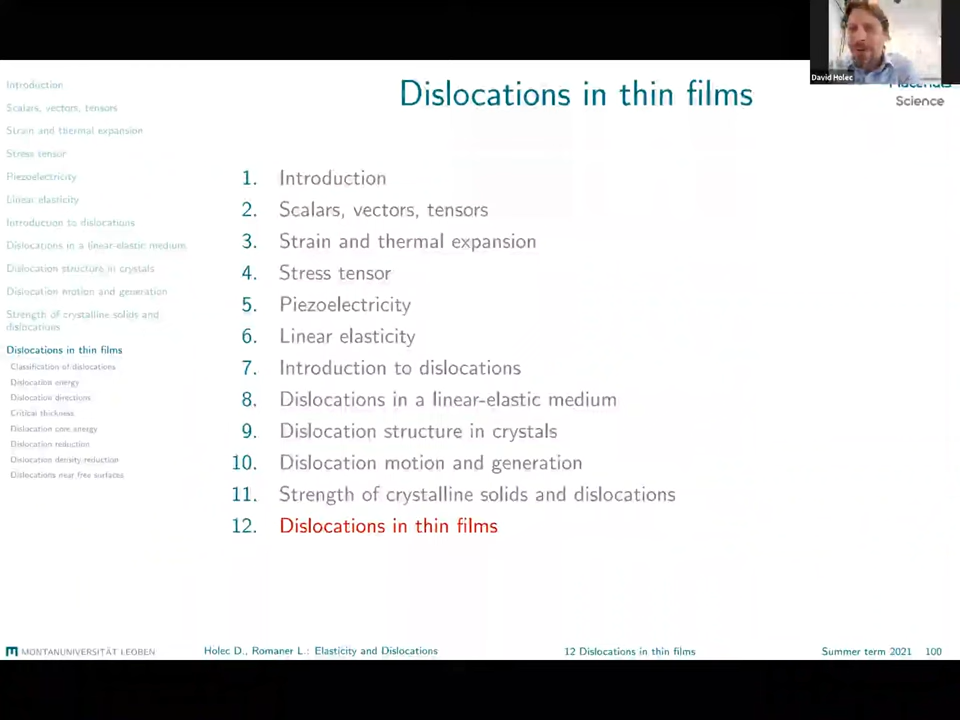 David Holec
Materials
Science
Dislocations in thin films
Introduction
Scalars, vectors, tensors
Strain and thermal expansion
Stress tensor
Piezoelectricity
Linear elasticity
Introduction to dislocations
Dislocations in a linear-elastic medium
Dislocation structure in crystals
Dislocation motion and generation
Strength of crystalline solids and
dislocations
Dislocations in thin films
Classification of dislocations
Dislocation energy
Dislocation directions
Critical thickness
Dislocation core energy
Dislocation reduction
Dislocation density reduction
Dislocations near free surfaces
1. Introduction
2. Scalars, vectors, tensors
3. Strain and thermal expansion
4. Stress tensor
5. Piezoelectricity
6. Linear elasticity
7. Introduction to dislocations
8. Dislocations in a linear-elastic medium
9. Dislocation structure in crystals
10. Dislocation motion and generation
11. Strength of crystalline solids and dislocations
12. Dislocations in thin films
MONTANUNIVERSITÄT LEOBEN
Holec D., Romaner L.: Elasticity and Dislocations
12 Dislocations in thin films
Summer term 2021 100